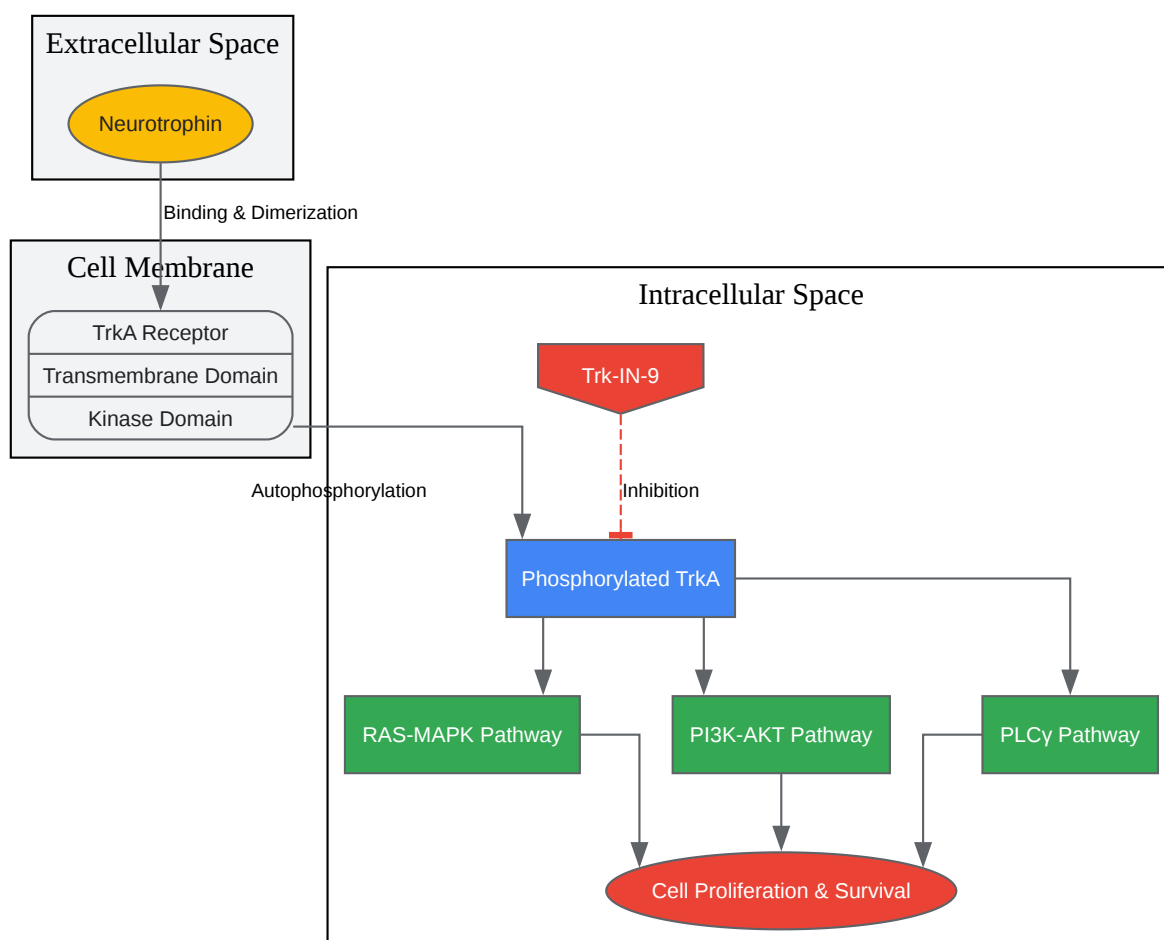 Extracellular Space
Neurotrophin
Binding & Dimerization
Cell Membrane
TrkA Receptor
Transmembrane Domain
Kinase Domain
Intracellular Space
Trk-IN-9
Autophosphorylation
Inhibition
Phosphorylated TrkA
RAS-MAPK Pathway
PI3K-AKT Pathway
PLCγ Pathway
Cell Proliferation & Survival